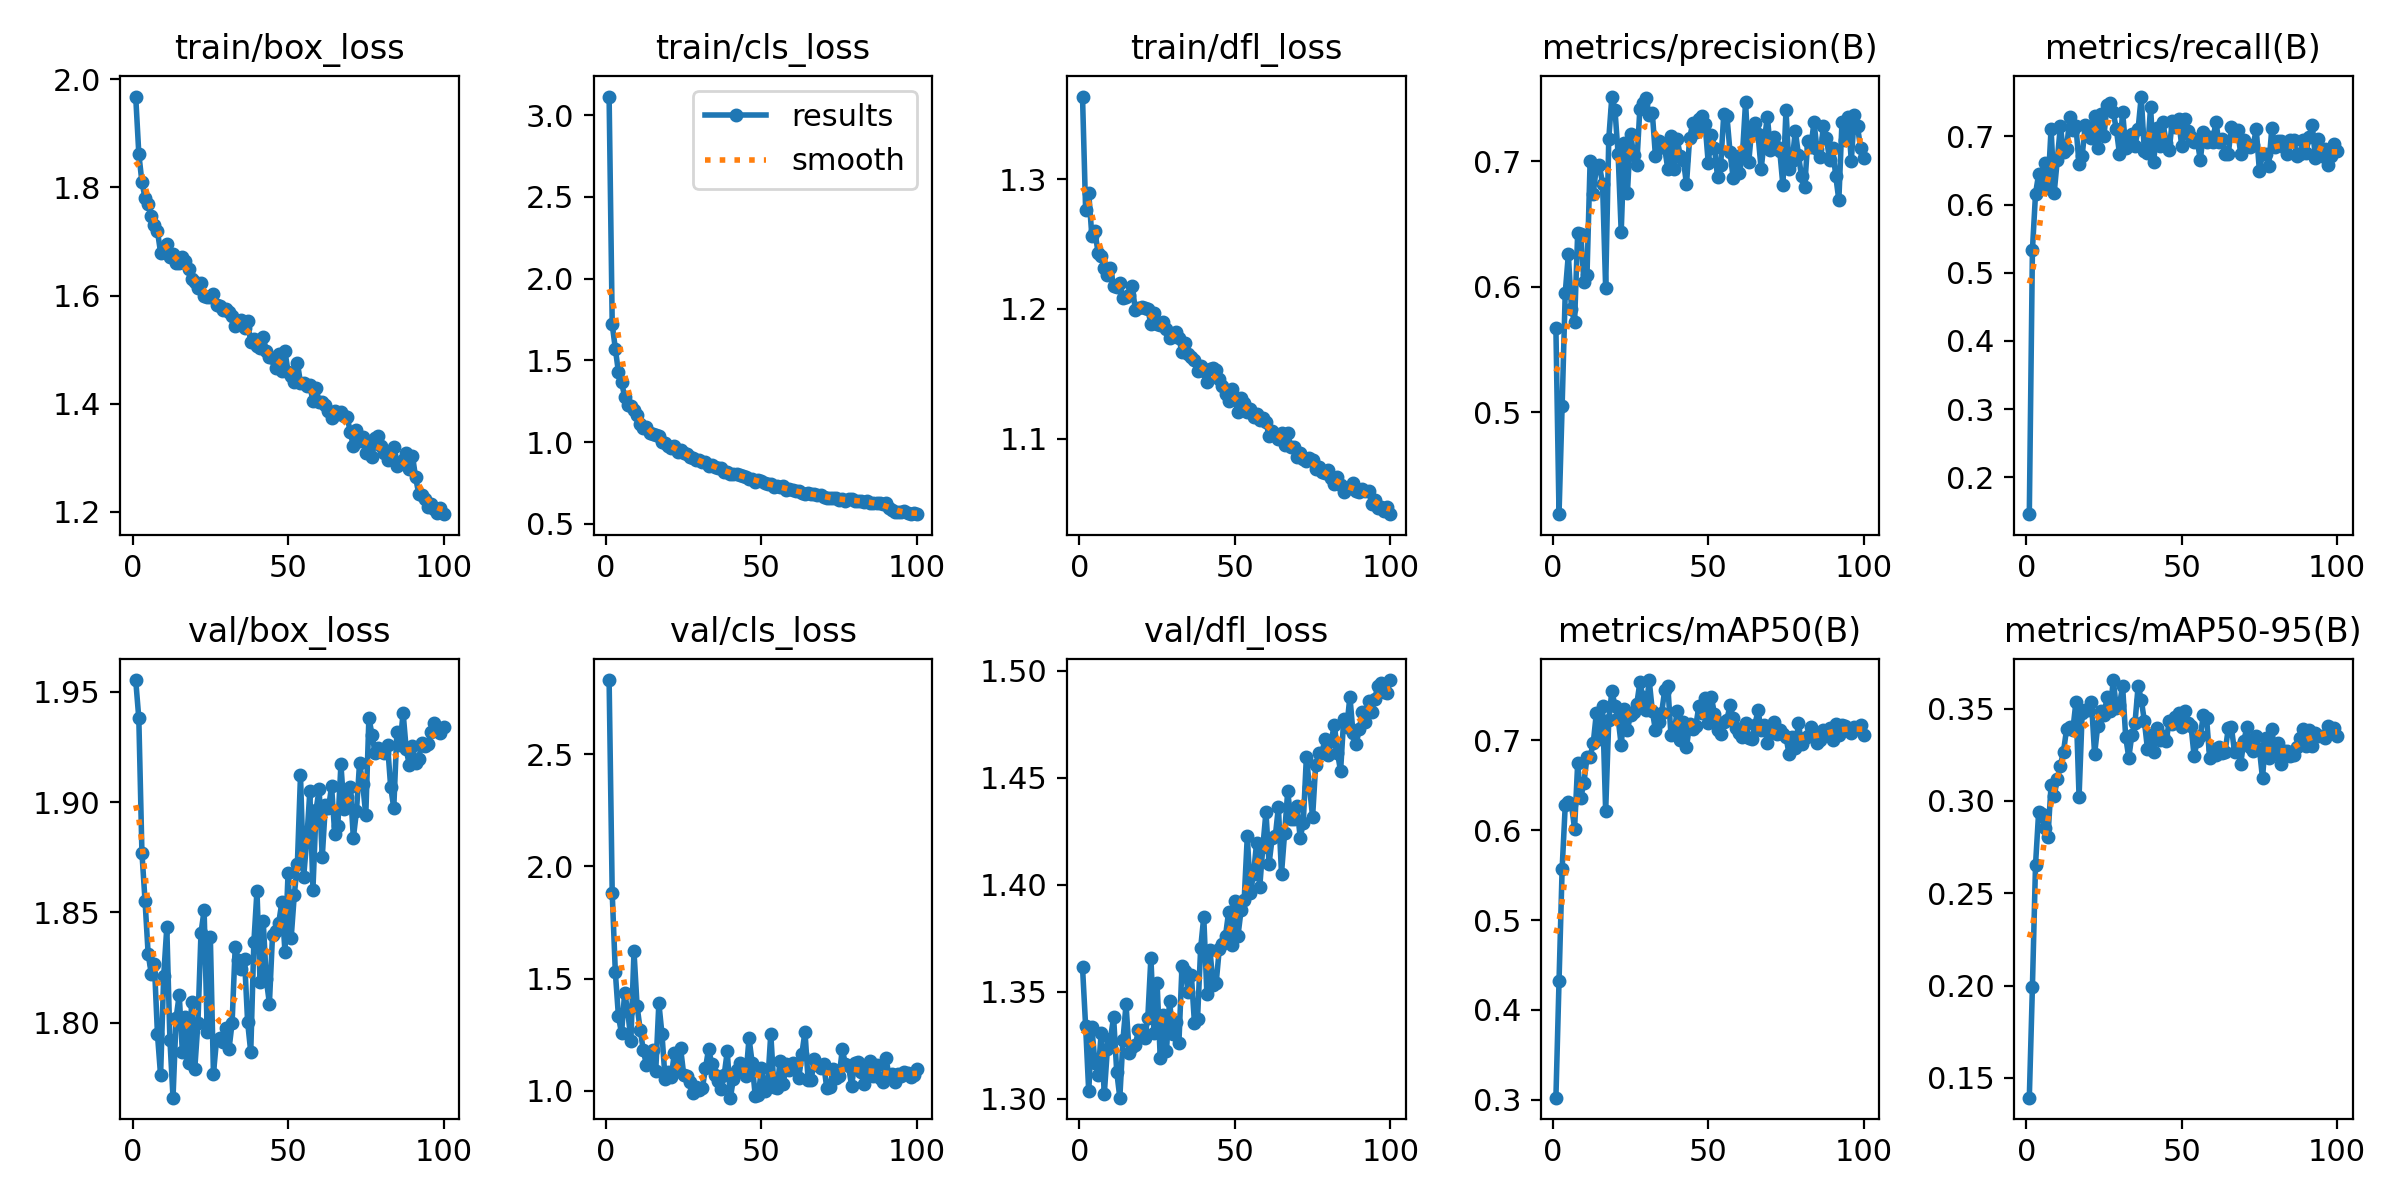 train/box_loss
2.0
1.8
1.6
1.4
1.2
0 50 100
train/cls_loss
results
smooth
3.0
2.5
2.0
1.5
1.0
0.5
0 50 100
train/dfl_loss
1.3
1.2
1.1
0 50 100
metrics/precision(B)
0.7
0.6
0.5
0 50 100
metrics/recall(B)
0.7
0.6
0.5
0.4
0.3
0.2
0 50 100
val/box_loss
1.95
1.90
1.85
1.80
0 50 100
val/cls_loss
2.5
2.0
1.5
1.0
0 50 100
val/dfl_loss
1.50
1.45
1.40
1.35
1.30
0 50 100
metrics/mAP50(B)
0.7
0.6
0.5
0.4
0.3
0 50 100
metrics/mAP50-95(B)
0.35
0.30
0.25
0.20
0.15
0 50 100